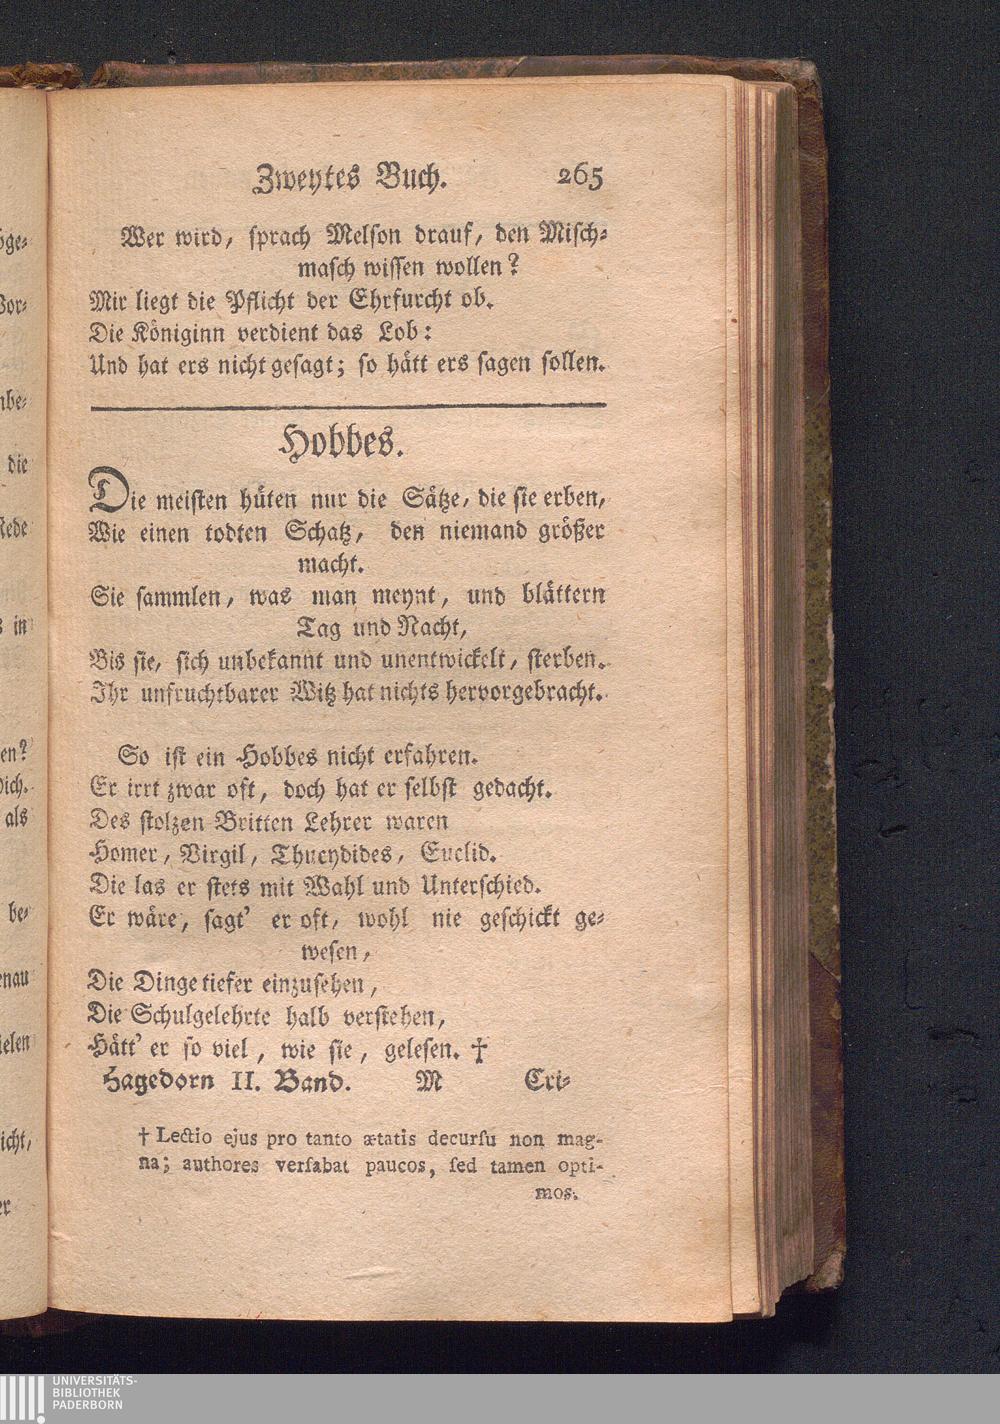 Zweytes Buch. 265
Wer wird, sprach Melson drauf, den Misch-
masch wissen wollen?
Mir liegt die Pflicht der Ehrfurcht ob.
Die Königinn verdient das Lob:
Und hat ers nicht gesagt; so hätt ers sagen sollen.
Hobbes.
Die meisten hüten nur die Sätze, die sie erben,
Wie einen todten Schatz, den niemand größer
macht.
Sie sammlen, was man meynt, und blättern
Tag und Nacht,
Bis sie, sich unbekannt und unentwickelt, sterben.
Ihr unfruchtbarer Witz hat nichts hervorgebracht.
So ist ein Hobbes nicht erfahren.
Er irrt zwar oft, doch hat er selbst gedacht.
Des stolzen Britten Lehrer waren
Homer, Virgil, Thucydides, Euclid.
Die las er stets mit Wahl und Unterschied.
Er wäre, sagt' er oft, wohl nie geschickt ge-
wesen,
Die Dinge tiefer einzusehen,
Die Schulgelehrte halb verstehen,
Hätt' er so viel, wie sie, gelesen. †
Hagedorn II. Band. M Cri-
† Lectio ejus pro tanto ætatis decursu non mag-
na; authores versabat paucos, sed tamen opti-
mos.
UNIVERSITÄTS-
BIBLIOTHEK
PADERBORN